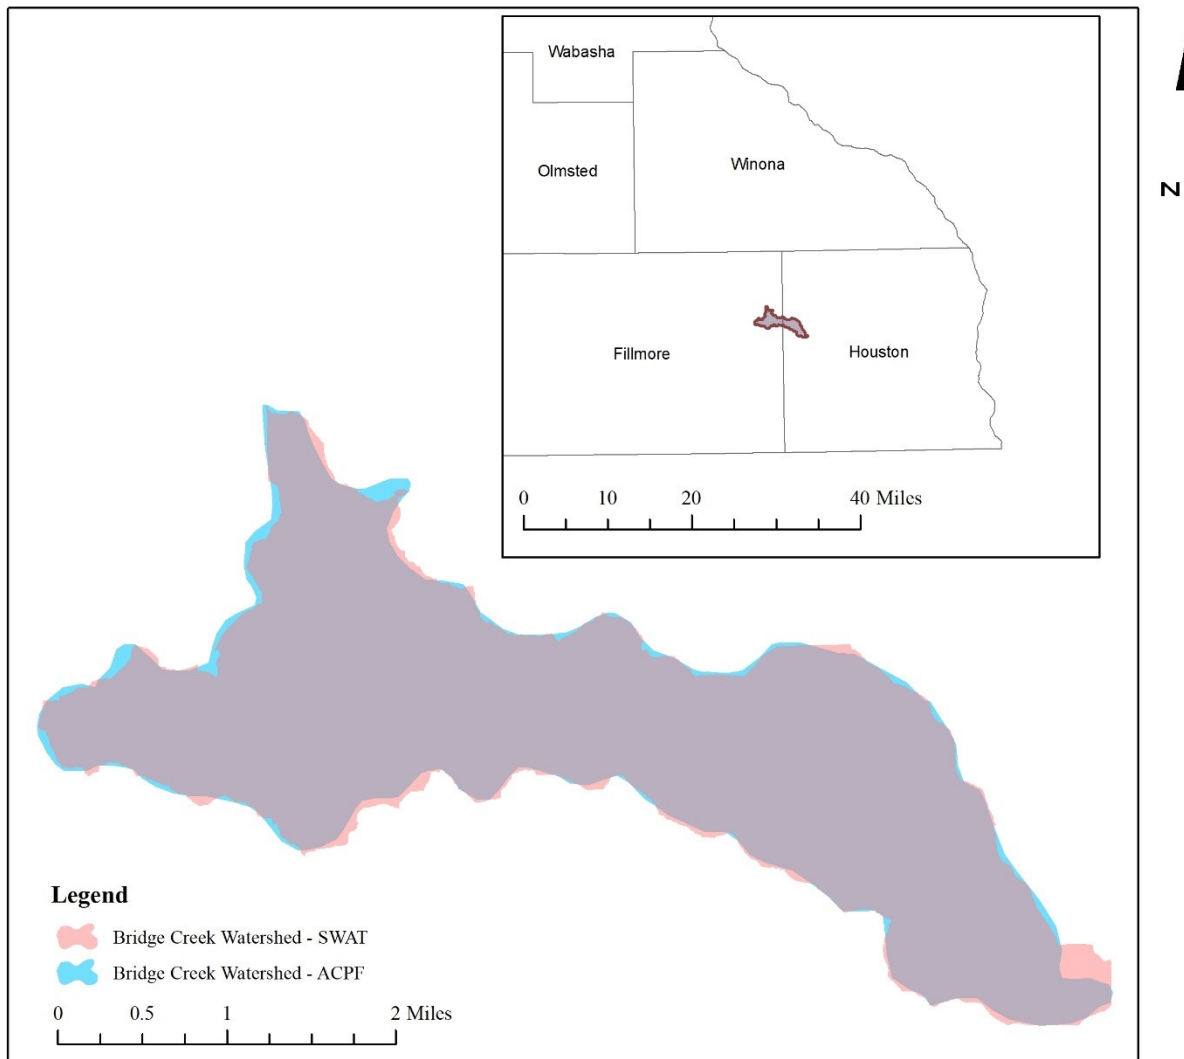 Wabasha
Olmsted
Winona
Fillmore
Houston
0 10 20 40 Miles
N
Legend
Bridge Creek Watershed - SWAT
Bridge Creek Watershed - ACPF
0 0.5 1 2 Miles